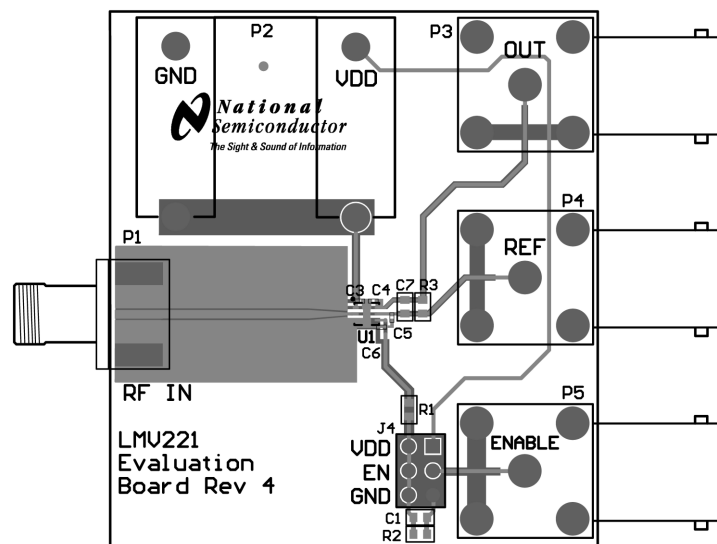 P2
P3
OUT
GND
VDD
National
Semiconductor
The Sight & Sound of Information
P4
P1
REF
C3
C4
C7
R3
U1
C5
C6
RF IN
P5
R1
J4
LMV221
VDD
ENABLE
Evaluation
EN
Board Rev 4
GND
C1
R2